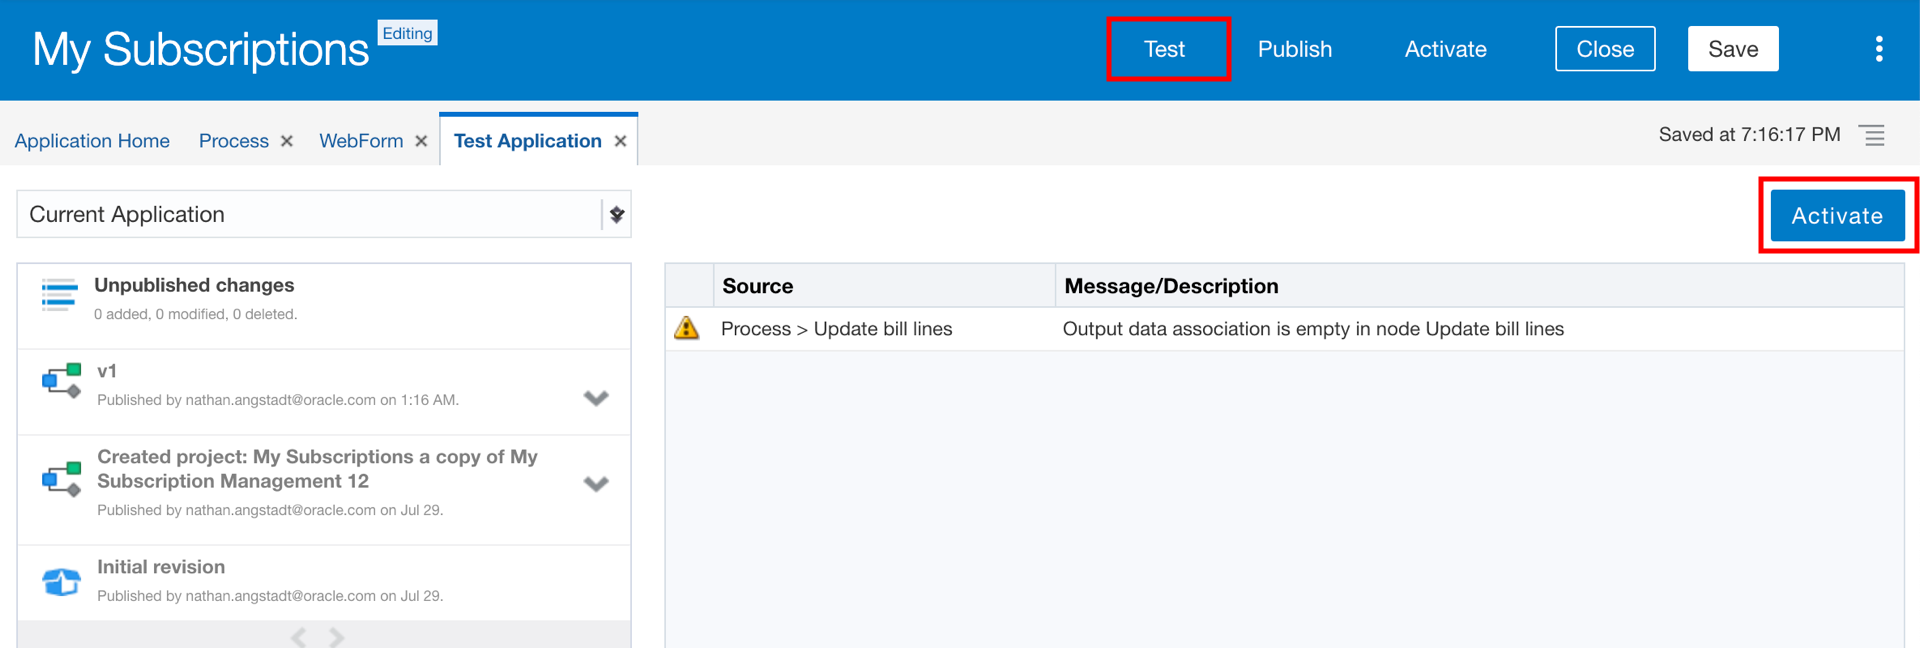 My Subscriptions
Editing
Test
Publish
Activate
Close
Save
Application Home
Process
WebForm
Test Application
Saved at 7:16:17 PM
Current Application
Activate
Unpublished changes
0 added, 0 modified, 0 deleted.
v1
Published by nathan.angstadt@oracle.com on 1:16 AM.
Created project: My Subscriptions a copy of My
Subscription Management 12
Published by nathan.angstadt@oracle.com on Jul 29.
Initial revision
Published by nathan.angstadt@oracle.com on Jul 29.
Source
Message/Description
Process > Update bill lines
Output data association is empty in node Update bill lines